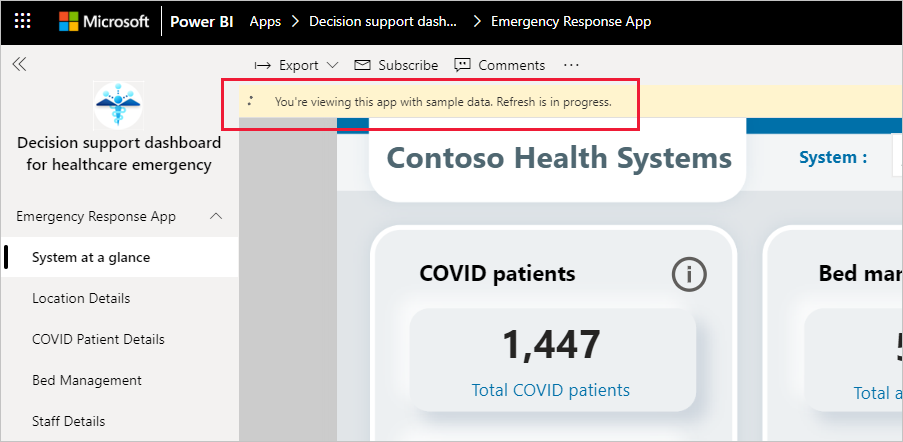 Microsoft Power BI Apps > Decision support dash... > Emergency Response App
Export Subscribe Comments ...
You're viewing this app with sample data. Refresh is in progress.
Decision support dashboard
for healthcare emergency
Contoso Health Systems
System :
Emergency Response App
System at a glance
Location Details
COVID Patient Details
Bed Management
Staff Details
COVID patients
1,447
Total COVID patients
Bed mar
Total a